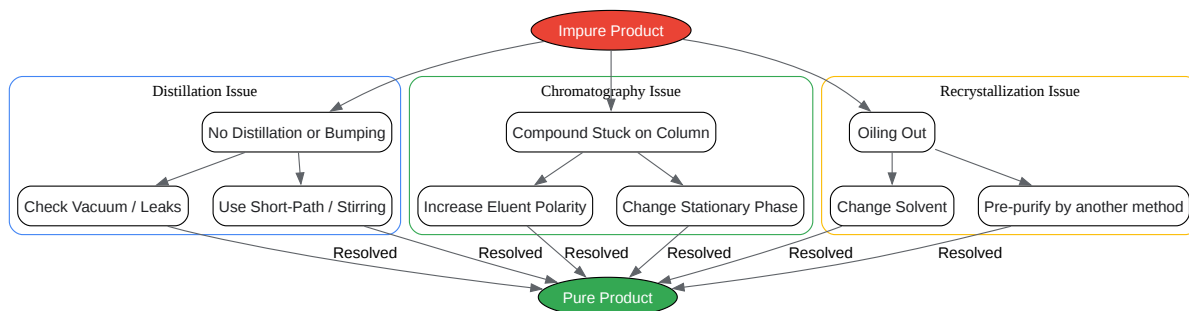 Impure Product
Distillation Issue
Chromatography Issue
Recrystallization Issue
No Distillation or Bumping
Compound Stuck on Column
Oiling Out
Check Vacuum / Leaks
Use Short-Path / Stirring
Increase Eluent Polarity
Change Stationary Phase
Change Solvent
Pre-purify by another method
Resolved
Resolved
Resolved
Resolved
Resolved
Resolved
Pure Product